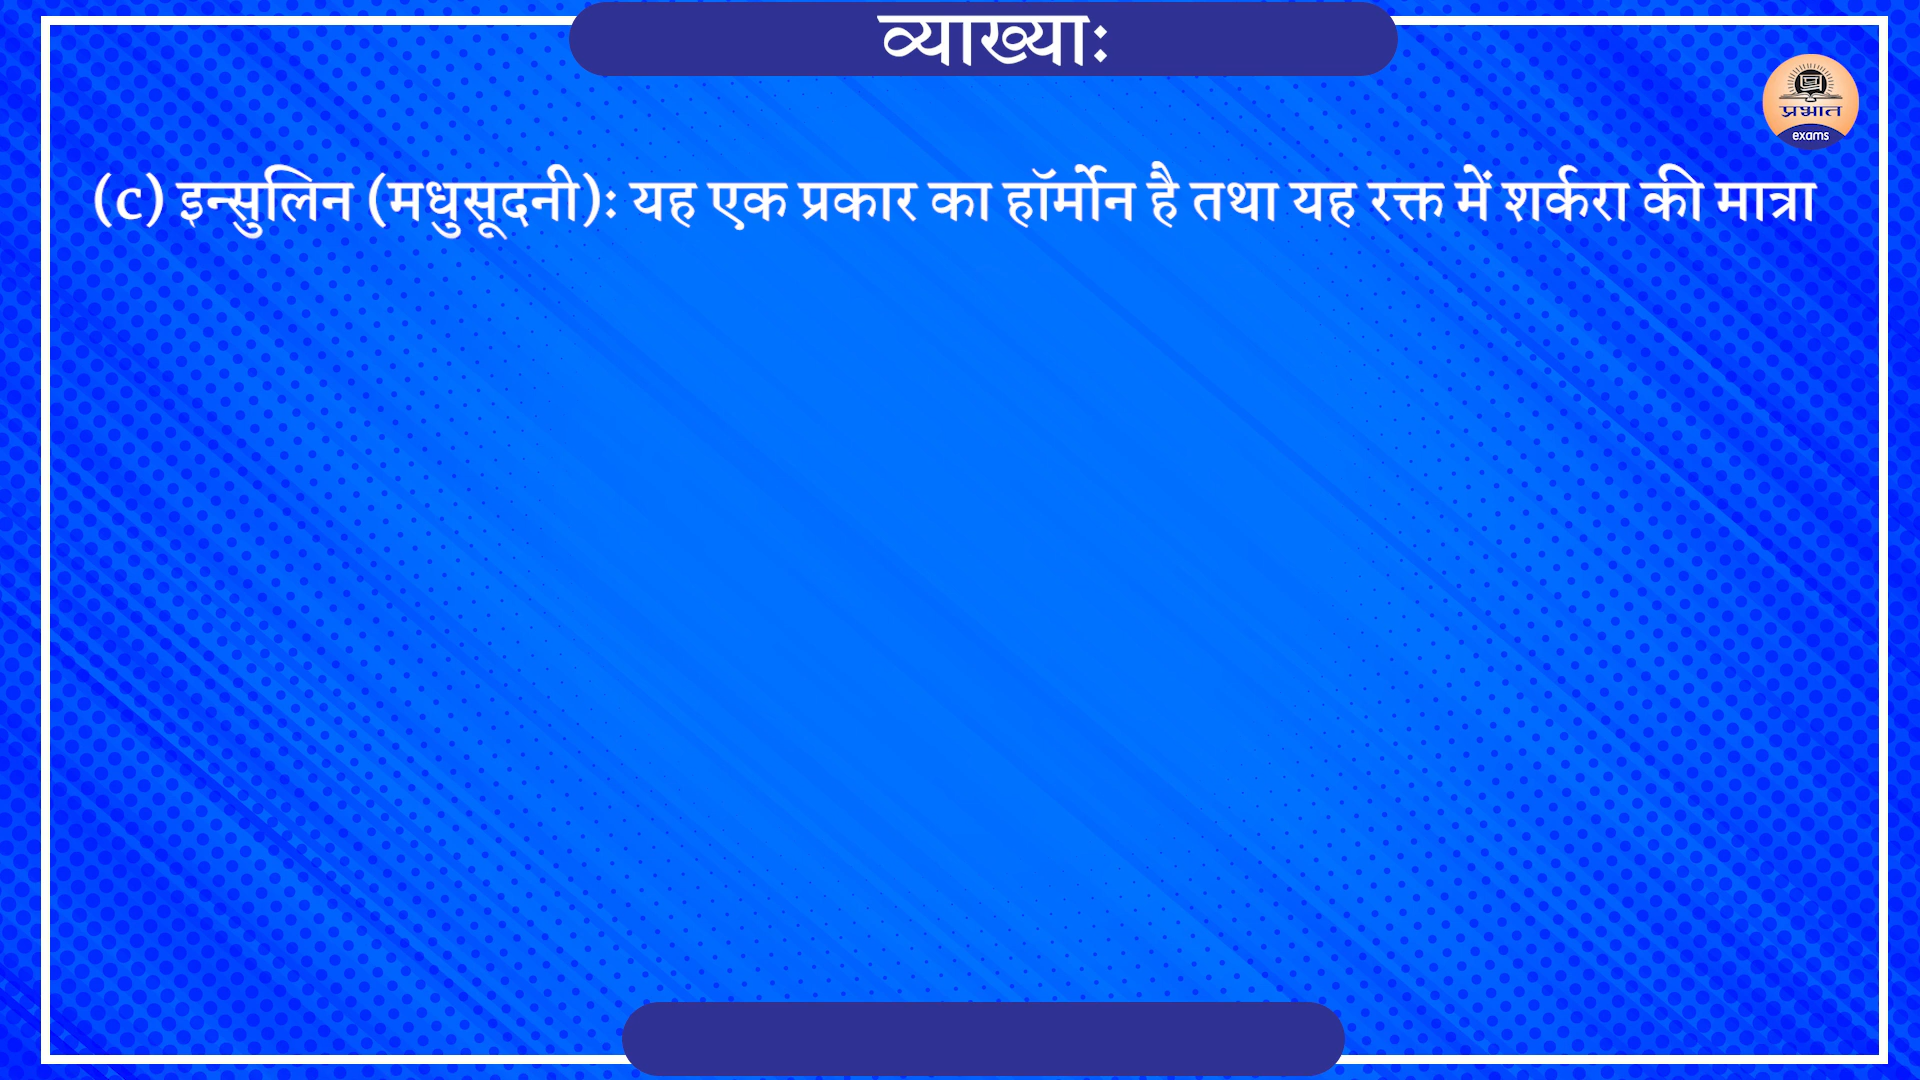 व्याख्याः
प्रभात
exams
(c) इन्सुलिन (मधुसूदनी)ः यह एक प्रकार का हॉर्मोन है तथा यह रक्त में शर्करा की मात्रा